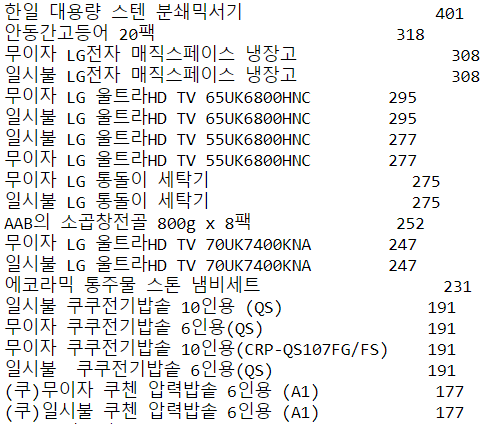 한일 대용량 스텐 분쇄믹서기 401
안동간고등어 20팩 318
무이자 LG전자 매직스페이스 냉장고 308
일시불 LG전자 매직스페이스 냉장고 308
무이자 LG 울트라HD TV 65UK6800HNC 295
일시불 LG 울트라HD TV 65UK6800HNC 295
일시불 LG 울트라HD TV 55UK6800HNC 277
무이자 LG 울트라HD TV 55UK6800HNC 277
무이자 LG 통돌이 세탁기 275
일시불 LG 통돌이 세탁기 275
AAB의 소곱창전골 800g x 8팩 252
무이자 LG 울트라HD TV 70UK7400KNA 247
일시불 LG 울트라HD TV 70UK7400KNA 247
에코라믹 통주물 스톤 냄비세트 231
일시불 쿠쿠전기밥솥 10인용 (QS) 191
무이자 쿠쿠전기밥솥 6인용(QS) 191
무이자 쿠쿠전기밥솥 10인용(CRP-QS107FG/FS) 191
일시불 쿠쿠전기밥솥 6인용(QS) 191
(쿠)무이자 쿠첸 압력밥솥 6인용 (A1) 177
(쿠)일시불 쿠첸 압력밥솥 6인용 (A1) 177